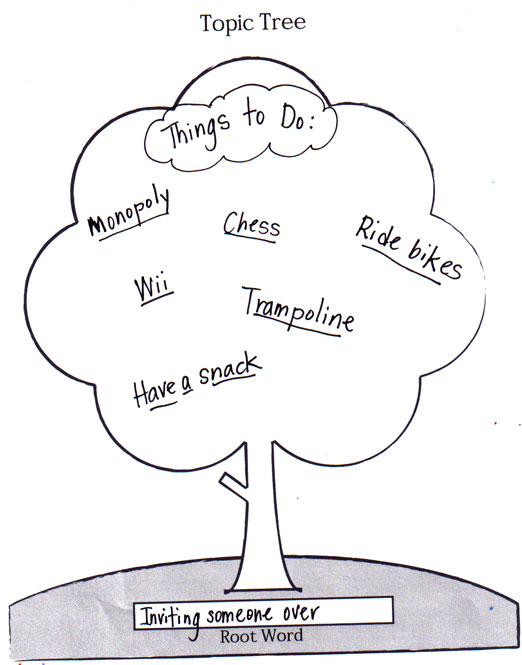 Topic Tree
Things to Do:
Monopoly
Chess
Ride bikes
Wii
Trampoline
Have a snack
Inviting someone over
Root Word